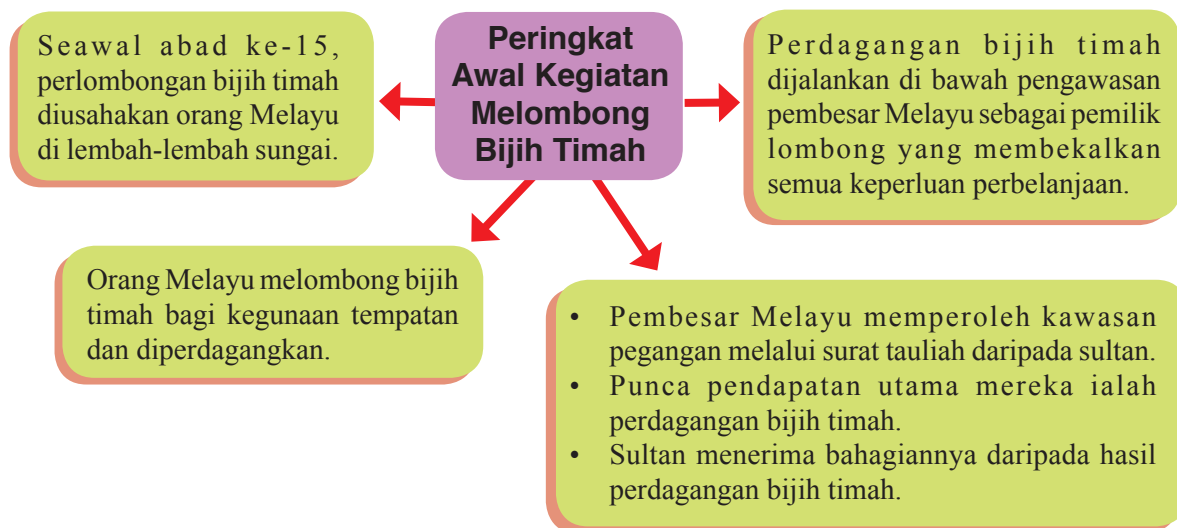 Peringkat
Awal Kegiatan
Melombong
Bijih Timah
Seawal abad ke-15,
perlombongan bijih timah
diusahakan orang Melayu
di lembah-lembah sungai.
Perdagangan bijih timah
dijalankan di bawah pengawasan
pembesar Melayu sebagai pemilik
lombong yang membekalkan
semua keperluan perbelanjaan.
Orang Melayu melombong bijih
timah bagi kegunaan tempatan
dan diperdagangkan.
• Pembesar Melayu memperoleh kawasan
pegangan melalui surat tauliah daripada sultan.
• Punca pendapatan utama mereka ialah
perdagangan bijih timah.
• Sultan menerima bahagiannya daripada hasil
perdagangan bijih timah.